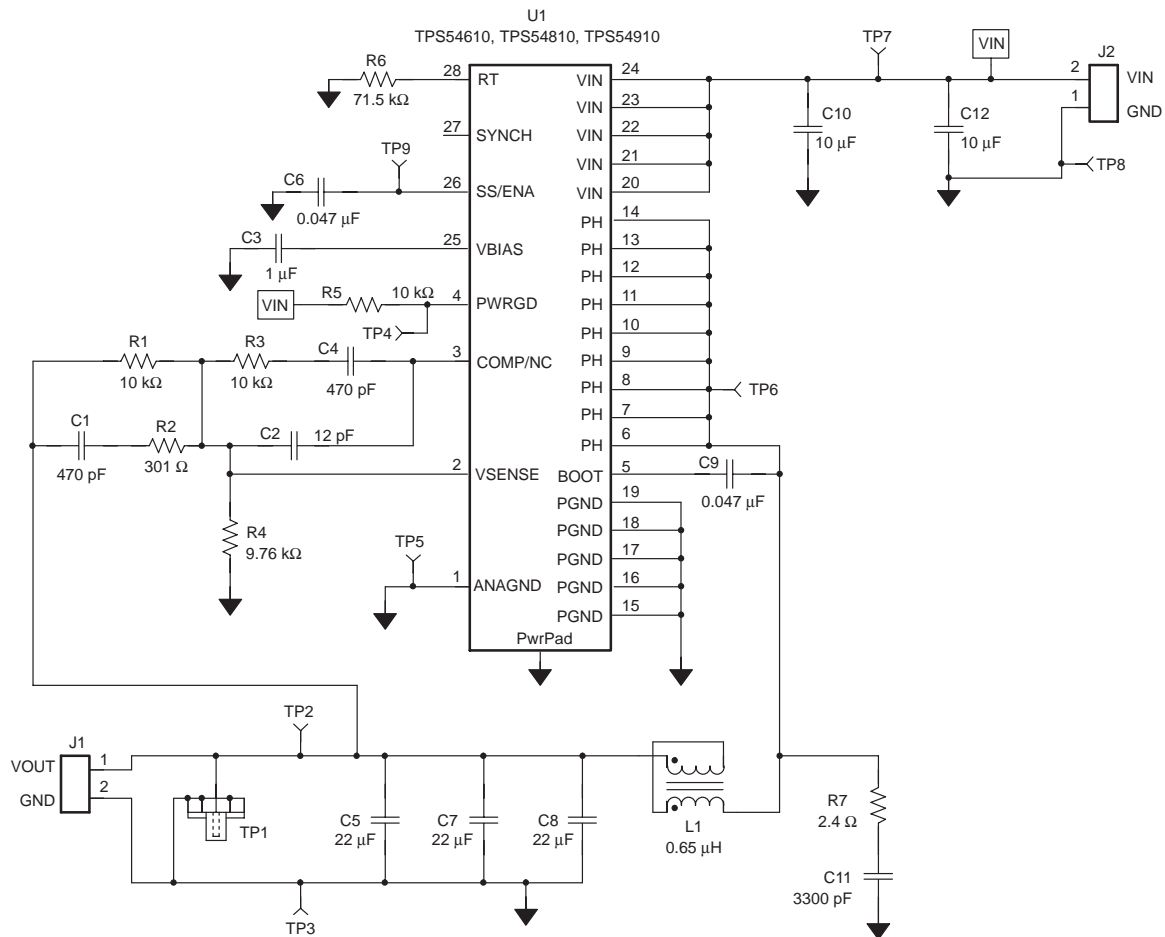 U1
TPS54610, TPS54810, TPS54910
R6
71.5 kΩ
28
RT
27
SYNCH
TP9
C6
0.047 μF
26
SS/ENA
C3
1 μF
25
VBIAS
VIN
R5
10 kΩ
4
PWRGD
TP4
R1
10 kΩ
R3
10 kΩ
C4
470 pF
3
COMP/NC
C1
470 pF
R2
301 Ω
C2
12 pF
2
VSENSE
R4
9.76 kΩ
TP5
1
ANAGND
PwrPad
VIN
24
VIN
23
VIN
22
VIN
21
VIN
20
PH
14
PH
13
PH
12
PH
11
PH
10
PH
9
PH
8
PH
7
PH
6
BOOT
5
PGND
19
PGND
18
PGND
17
PGND
16
PGND
15
TP7
VIN
J2
2
VIN
1
GND
C10
10 μF
C12
10 μF
TP8
TP6
C9
0.047 μF
TP2
J1
VOUT
1
GND
2
TP1
C5
22 μF
C7
22 μF
C8
22 μF
L1
0.65 μH
R7
2.4 Ω
C11
3300 pF
TP3